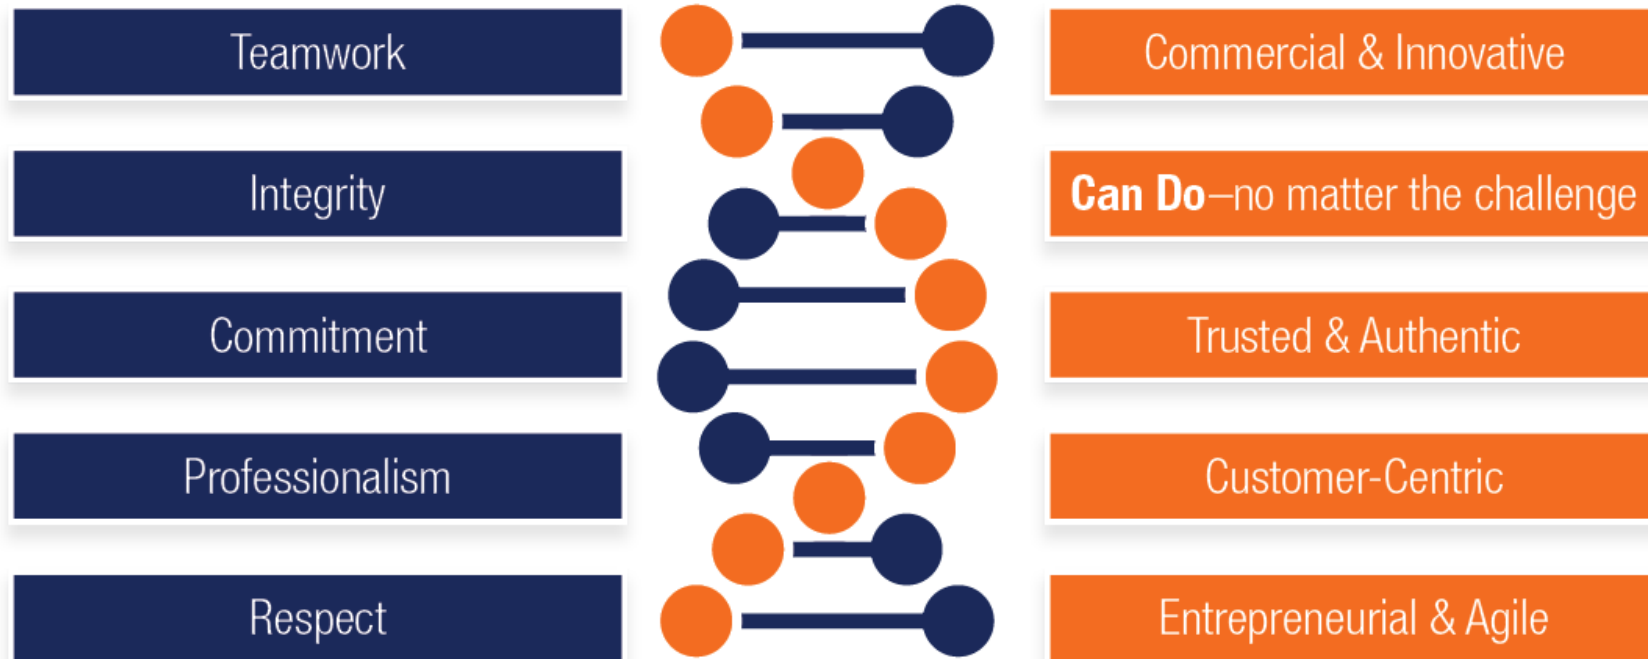 Teamwork
Commercial & Innovative
Integrity
Can Do–no matter the challenge
Commitment
Trusted & Authentic
Professionalism
Customer-Centric
Respect
Entrepreneurial & Agile